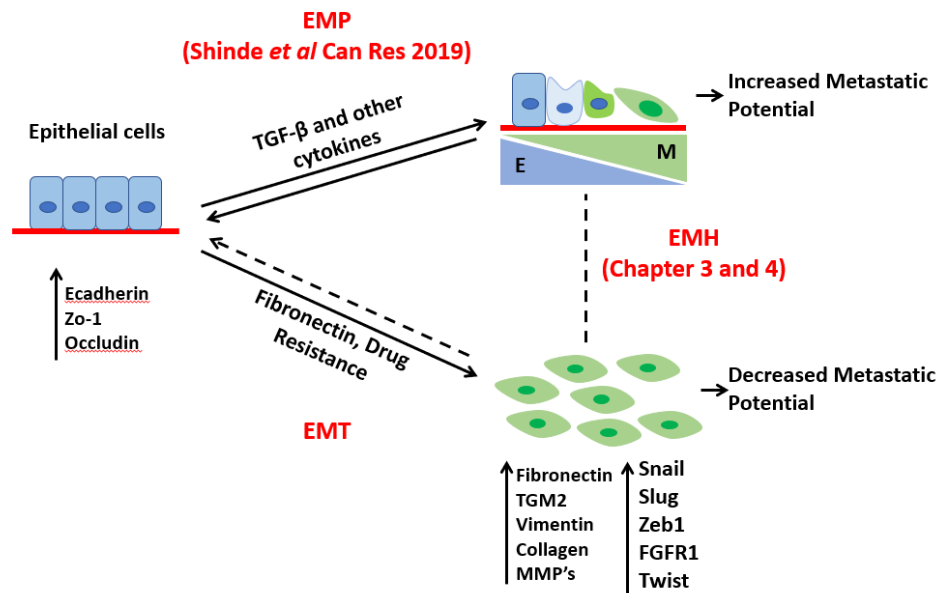 EMP
(Shinde et al Can Res 2019)
Increased Metastatic
Potential
TGF-β and other
cytokines
Epithelial cells
E
M
EMH
(Chapter 3 and 4)
Ecadherin
Zo-1
Occludin
Fibronectin, Drug
Resistance
Decreased Metastatic
Potential
EMT
Fibronectin
TGM2
Vimentin
Collagen
MMP's
Snail
Slug
Zeb1
FGFR1
Twist